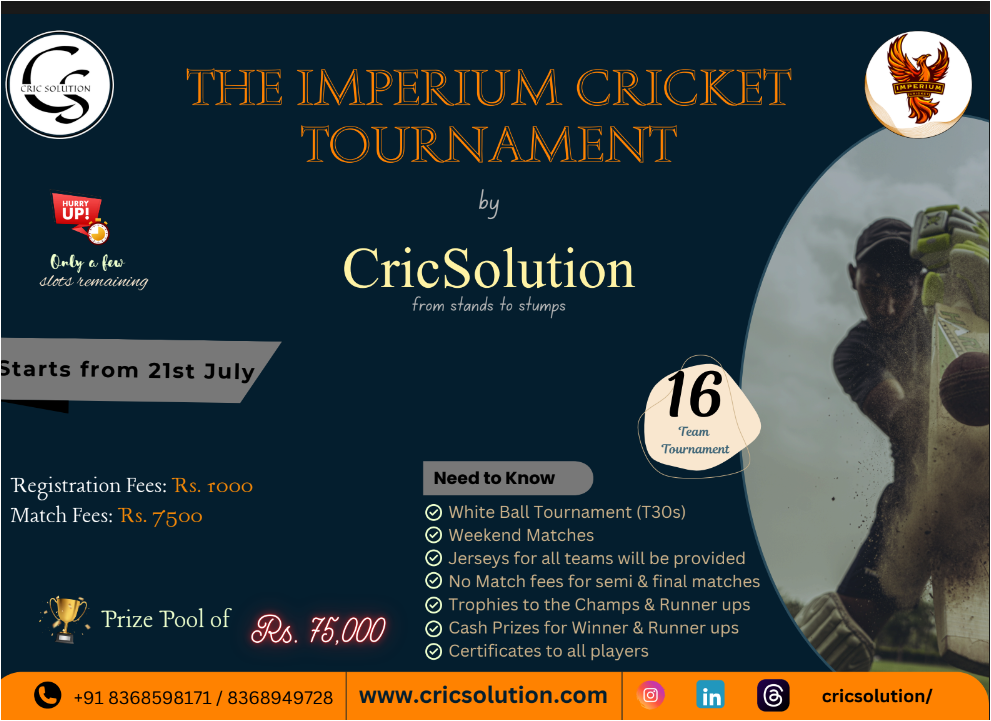 CRIC SOLUTION
IMPERIUM
THE IMPERIUM CRICKET
TOURNAMENT
by
CricSolution
from stands to stumps
HURRY
UP!
Only a few
slots remaining
Starts from 21st July
16
Team
Tournament
Registration Fees: Rs. 1000
Match Fees: Rs. 7500
Need to Know
White Ball Tournament (T30s)
Weekend Matches
Jerseys for all teams will be provided
No Match fees for semi & final matches
Trophies to the Champs & Runner ups
Cash Prizes for Winner & Runner ups
Certificates to all players
Prize Pool of Rs. 75,000
+91 8368598171 / 8368949728
www.cricsolution.com
cricsolution/